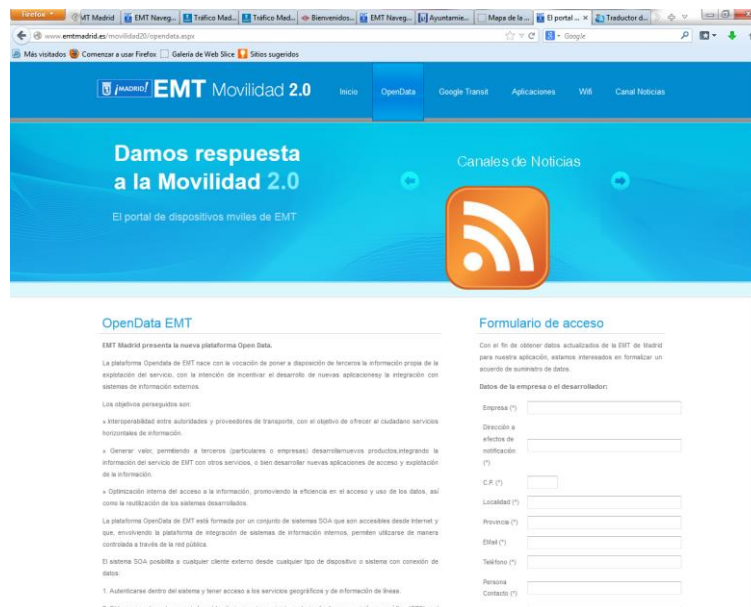 Firefox
EMT Madrid
EMT Naveg...
Tráfico Mad...
Tráfico Mad...
Bienvenidos...
EMT Naveg...
Ayuntamie...
Mapa de la ...
El portal ...
Traductor d...
www.emtmadrid.es/movilidad20/opendata.aspx
Google
Más visitados
Comenzar a usar Firefox
Galería de Web Slice
Sitios sugeridos
¡MADRID!
EMT Movilidad 2.0
Inicio
OpenData
Google Transit
Aplicaciones
Wifi
Canal Noticias
Damos respuesta
a la Movilidad 2.0
El portal de dispositivos mviles de EMT
Canales de Noticias
OpenData EMT
EMT Madrid presenta la nueva plataforma Open Data.
La plataforma Opendata de EMT nace con la vocación de poner a disposición de terceros la información propia de la
explotación del servicio, con la intención de incentivar el desarrollo de nuevas aplicacionesy la integración con
sistemas de información externos.
Los objetivos perseguidos son:
» Interoperabilidad entre autoridades y proveedores de transporte, con el objetivo de ofrecer al ciudadano servicios
horizontales de información.
» Generar valor, permitiendo a terceros (particulares o empresas) desarrollarnuevos productos,integrando la
información del servicio de EMT con otros servicios, o bien desarrollar nuevas aplicaciones de acceso y explotación
de la información.
» Optimización interna del acceso a la información, promoviendo la eficiencia en el acceso y uso de los datos, así
como la reutilización de los sistemas desarrollados.
La plataforma OpenData de EMT está formada por un conjunto de sistemas SOA que son accesibles desde Internet y
que, envolviendo la plataforma de integración de sistemas de información internos, permiten utilizarse de manera
controlada a través de la red pública.
El sistema SOA posibilita a cualquier cliente externo desde cualquier tipo de dispositivo o sistema con conexión de
datos:
1. Autenticarse dentro del sistema y tener acceso a los servicios geográficos y de información de líneas.
Formulario de acceso
Con el fin de obtener datos actualizados de la EMT de Madrid
para nuestra aplicación, estamos interesados en formalizar un
acuerdo de suministro de datos.
Datos de la empresa o el desarrollador:
Empresa (*)
Dirección a
efectos de
notificación
(*)
C.P. (*)
Localidad (*)
Provincia (*)
EMail (*)
Teléfono (*)
Persona
Contacto (*)